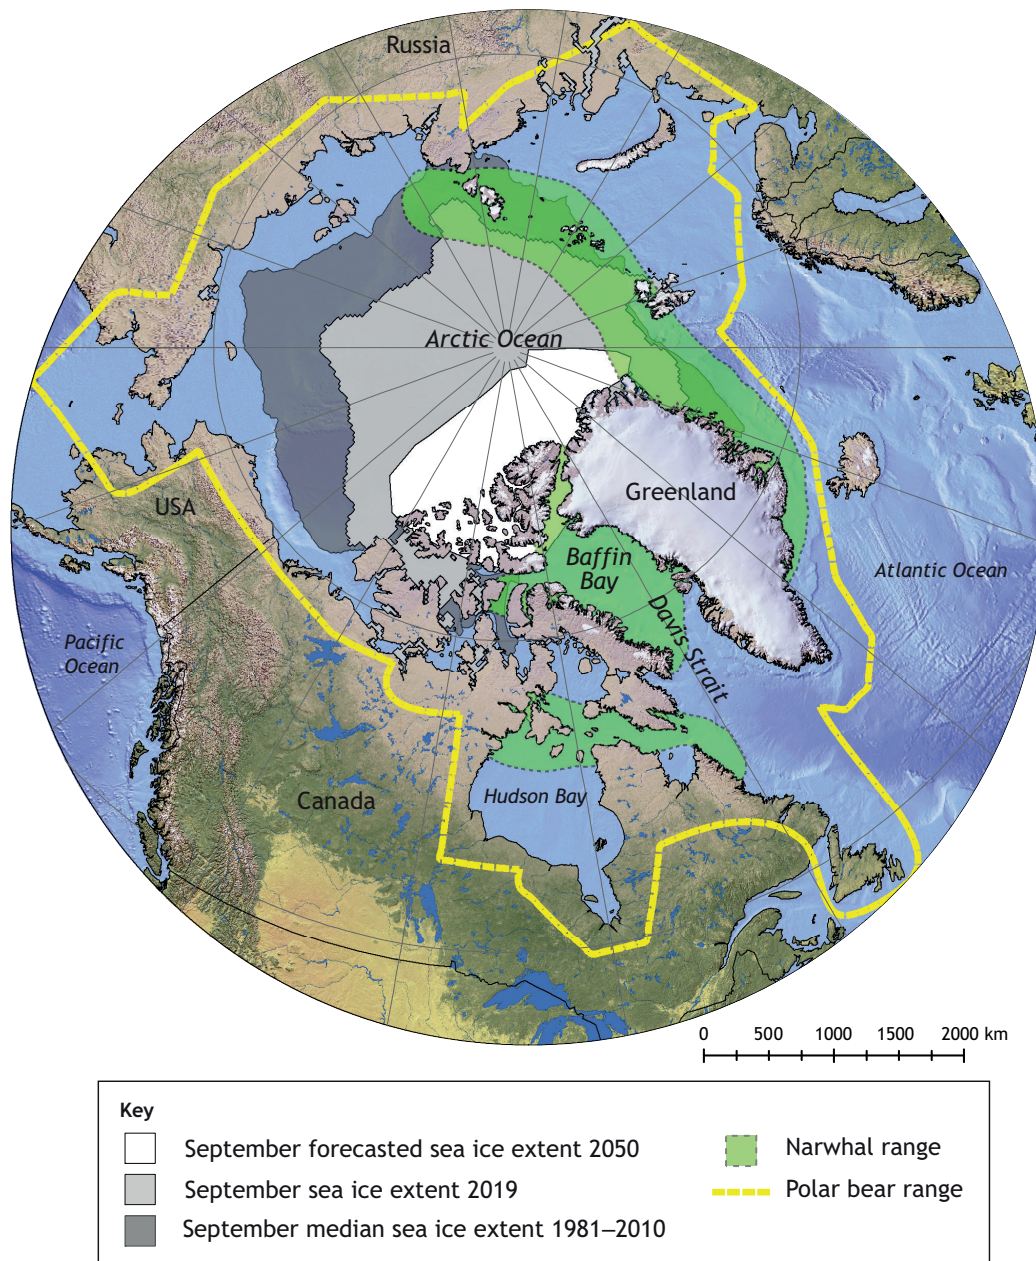 Russia
Arctic Ocean
Greenland
USA
Baffin
Bay
Atlantic Ocean
Davis Strait
Pacific
Ocean
Canada
Hudson Bay
0 500 1000 1500 2000 km
Key
September forecasted sea ice extent 2050
Narwhal range
September sea ice extent 2019
Polar bear range
September median sea ice extent 1981–2010